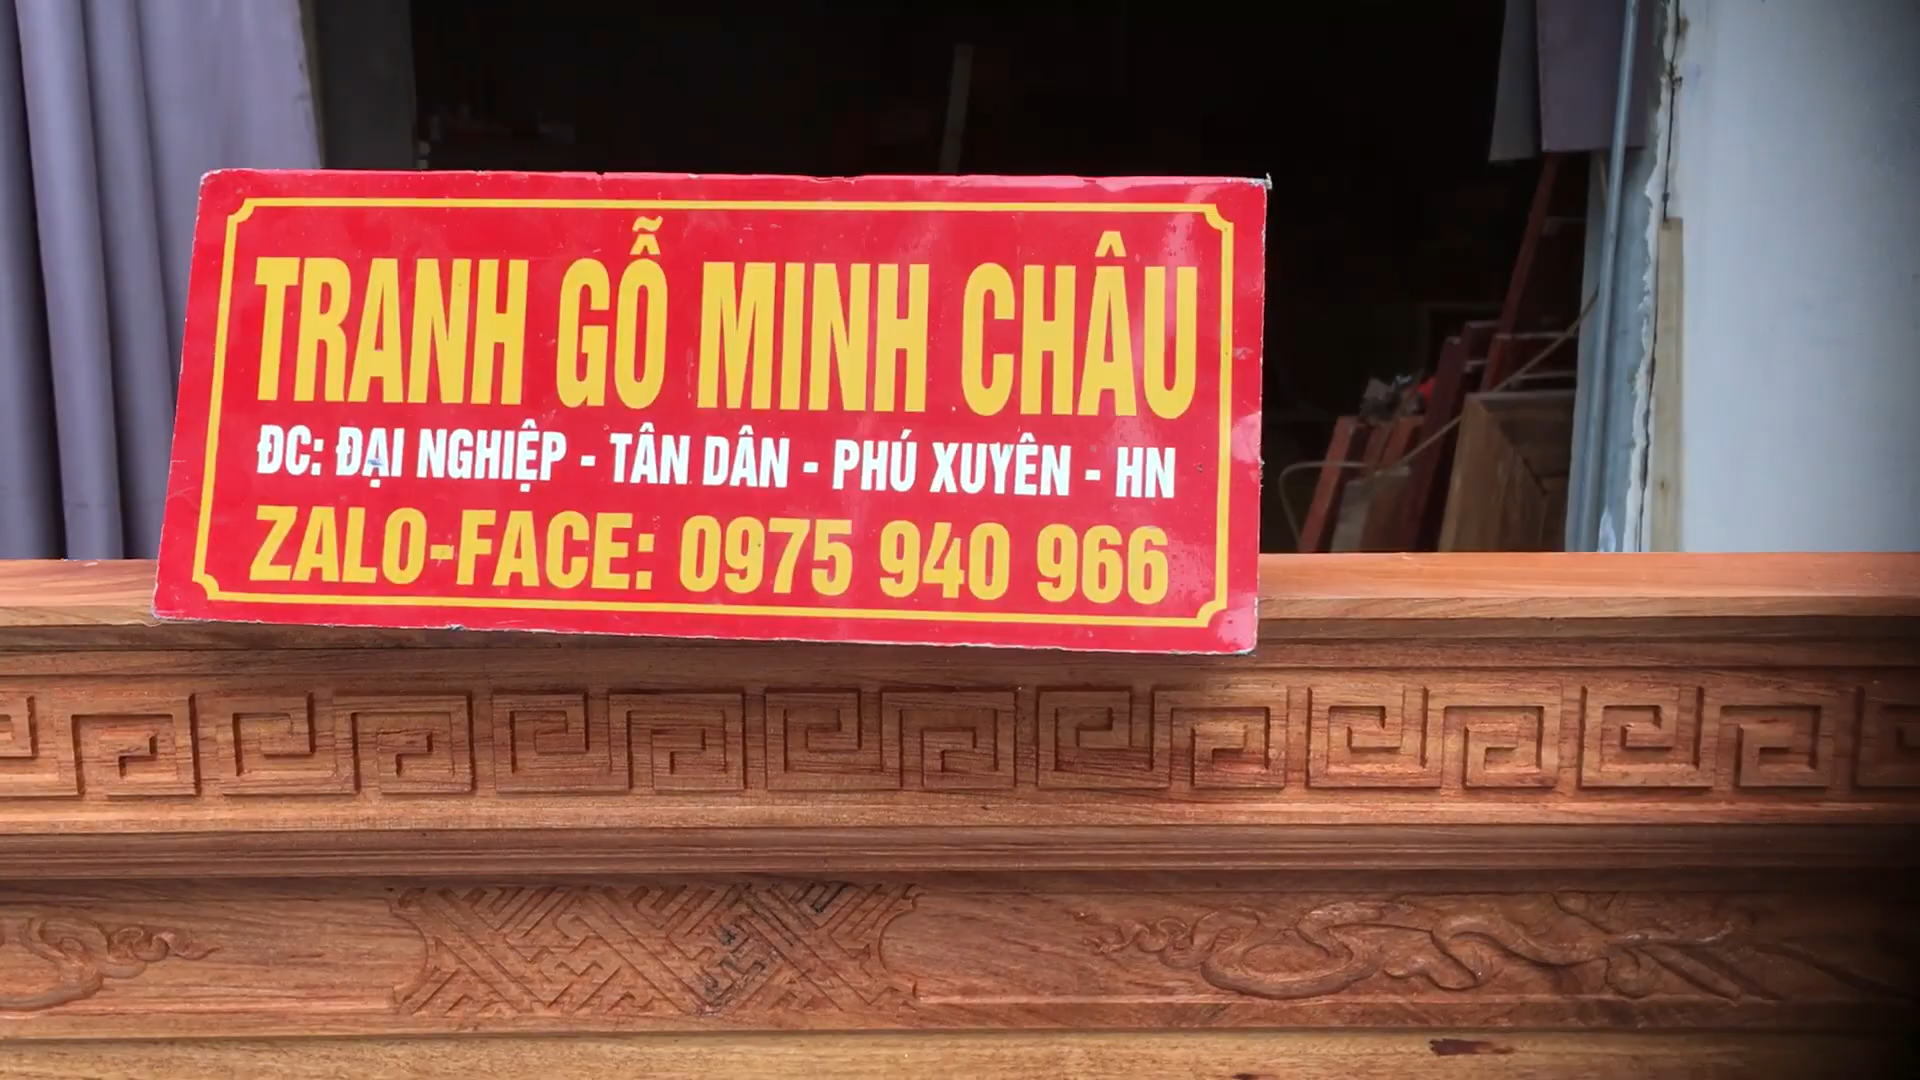 TRANH GỖ MINH CHÂU
ĐC: ĐẠI NGHIỆP - TÂN DÂN - PHÚ XUYÊN - HN
ZALO-FACE: 0975 940 966